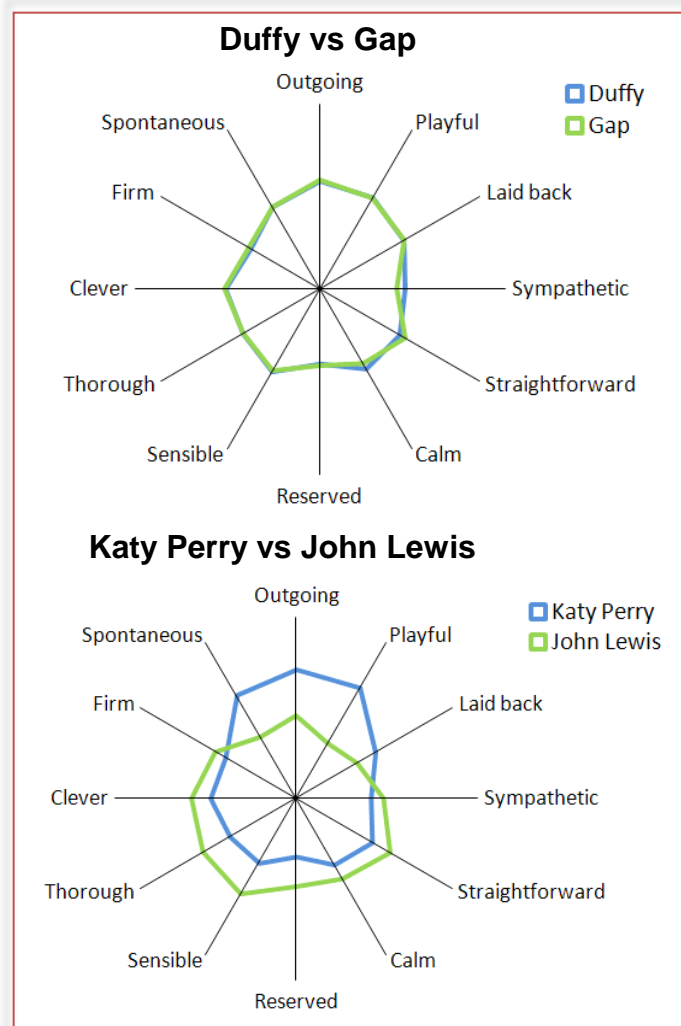 Duffy vs Gap
Outgoing
Duffy
Gap
Spontaneous
Playful
Firm
Laid back
Clever
Sympathetic
Thorough
Straightforward
Sensible
Calm
Reserved
Katy Perry vs John Lewis
Outgoing
Katy Perry
John Lewis
Spontaneous
Playful
Firm
Laid back
Clever
Sympathetic
Thorough
Straightforward
Sensible
Calm
Reserved